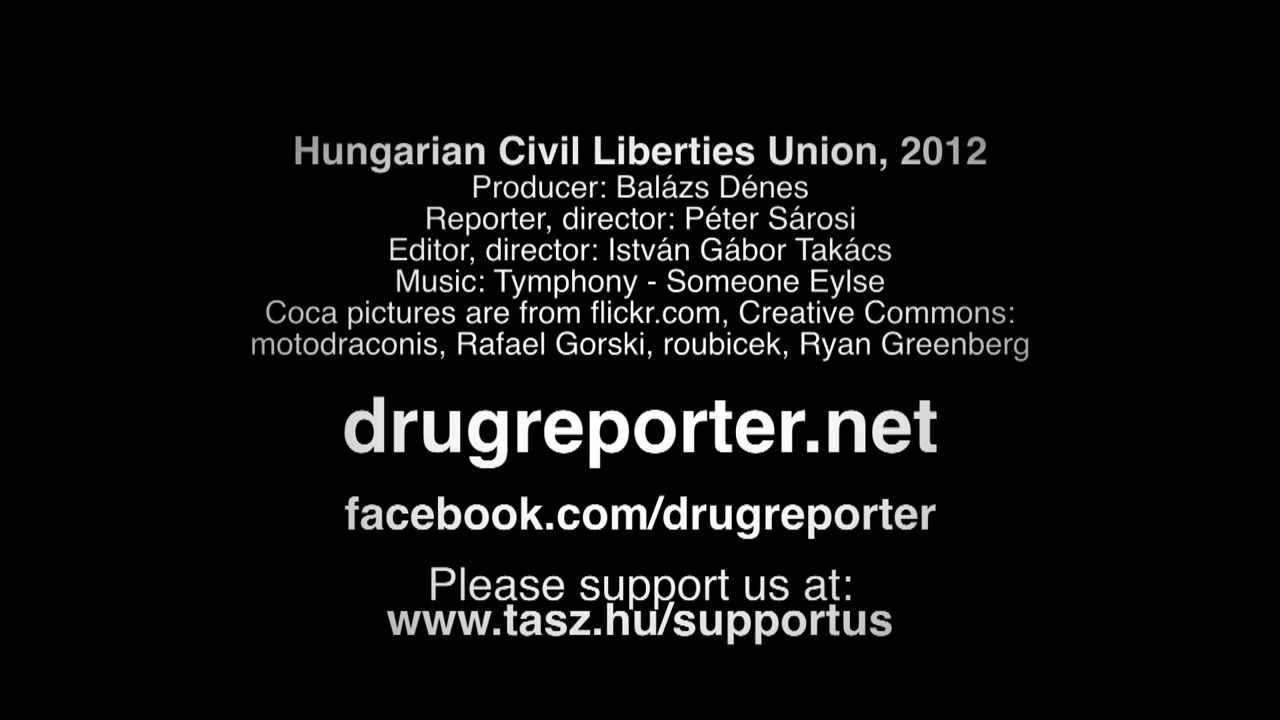 Hungarian Civil Liberties Union, 2012
Producer: Balázs Dénes
Reporter, director: Péter Sárosi
Editor, director: István Gábor Takács
Music: Tymphony - Someone Eylse
Coca pictures are from flickr.com, Creative Commons:
motodraconis, Rafael Gorski, roubicek, Ryan Greenberg
drugreporter.net
facebook.com/drugreporter
Please support us at:
www.tasz.hu/supportus